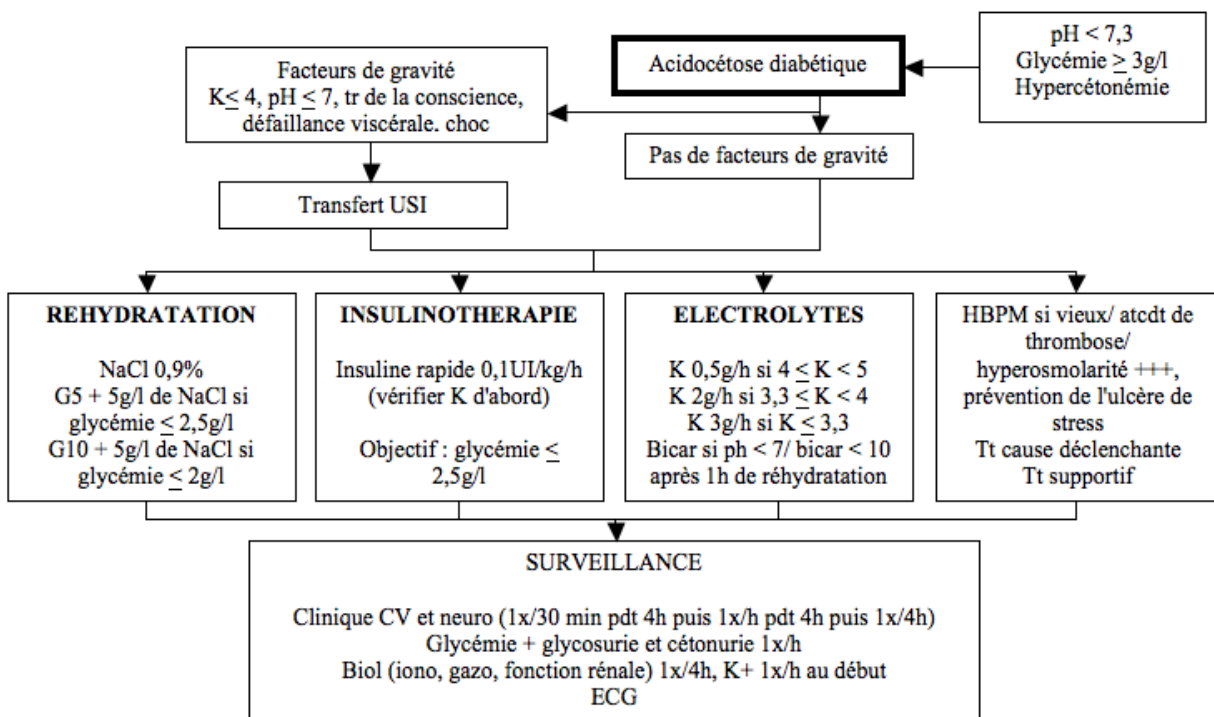 pH < 7,3
Glycémie ≥ 3g/l
Hypercétonémie
Acidocétose diabétique
Facteurs de gravité
K≤ 4, pH ≤ 7, tr de la conscience,
défaillance viscérale. choc
Pas de facteurs de gravité
Transfert USI
REHYDRATATION
NaCl 0,9%
G5 + 5g/l de NaCl si
glycémie ≤ 2,5g/l
G10 + 5g/l de NaCl si
glycémie ≤ 2g/l
INSULINOTHERAPIE
Insuline rapide 0,1UI/kg/h
(vérifier K d'abord)
Objectif : glycémie ≤
2,5g/l
ELECTROLYTES
K 0,5g/h si 4 ≤ K < 5
K 2g/h si 3,3 ≤ K < 4
K 3g/h si K ≤ 3,3
Bicar si ph < 7/ bicar < 10
après 1h de réhydratation
HBPM si vieux/ atcdt de
thrombose/
hyperosmolarité +++,
prévention de l'ulcère de
stress
Tt cause déclenchante
Tt supportif
SURVEILLANCE
Clinique CV et neuro (1x/30 min pdt 4h puis 1x/h pdt 4h puis 1x/4h)
Glycémie + glycosurie et cétonurie 1x/h
Biol (iono, gazo, fonction rénale) 1x/4h, K+ 1x/h au début
ECG